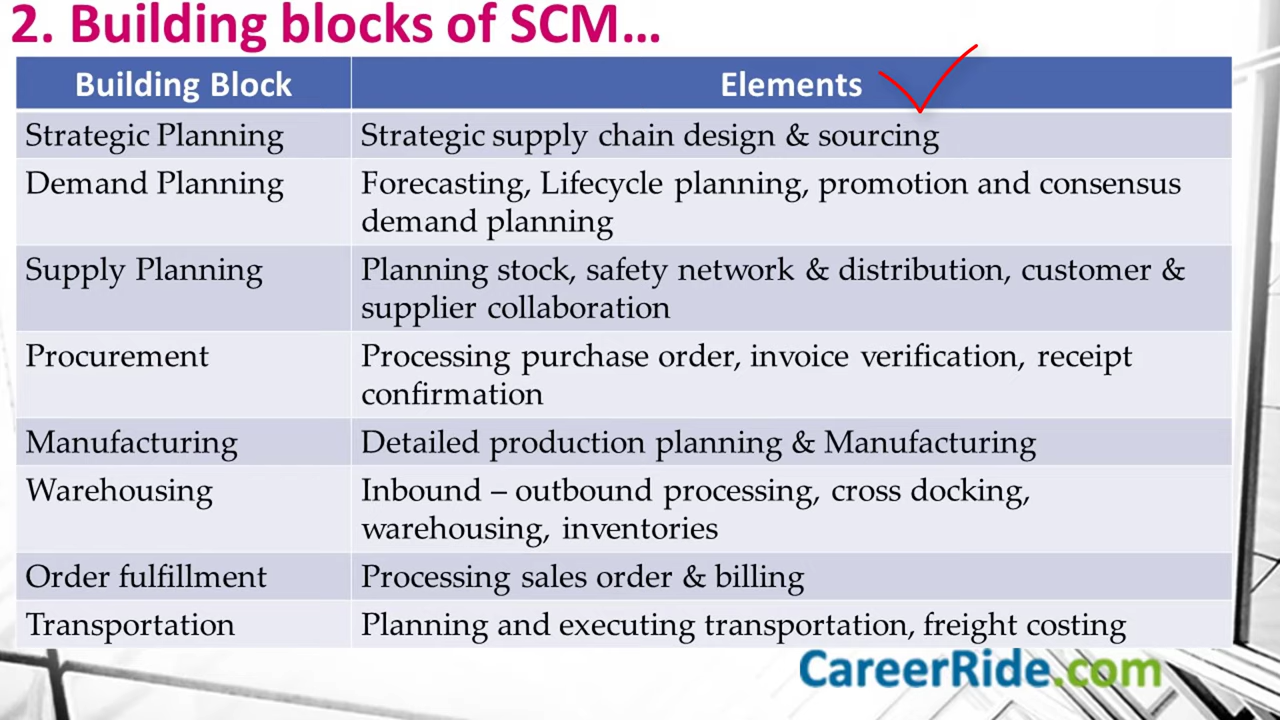 2. Building blocks of SCM...
Building Block Elements
Strategic Planning Strategic supply chain design & sourcing
Demand Planning Forecasting, Lifecycle planning, promotion and consensus
demand planning
Supply Planning Planning stock, safety network & distribution, customer &
supplier collaboration
Procurement Processing purchase order, invoice verification, receipt
confirmation
Manufacturing Detailed production planning & Manufacturing
Warehousing Inbound – outbound processing, cross docking,
warehousing, inventories
Order fulfillment Processing sales order & billing
Transportation Planning and executing transportation, freight costing
CareerRide.com